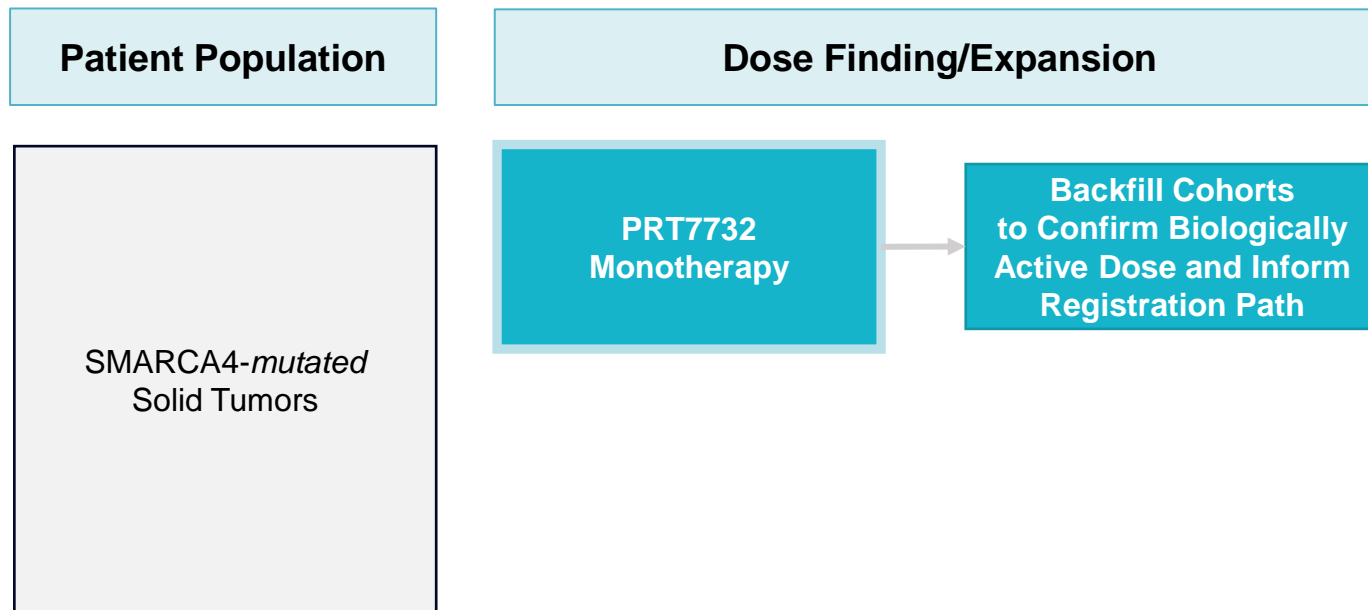 Patient Population
Dose Finding/Expansion
SMARCA4-mutated
Solid Tumors
PRT7732
Monotherapy
Backfill Cohorts
to Confirm Biologically
Active Dose and Inform
Registration Path